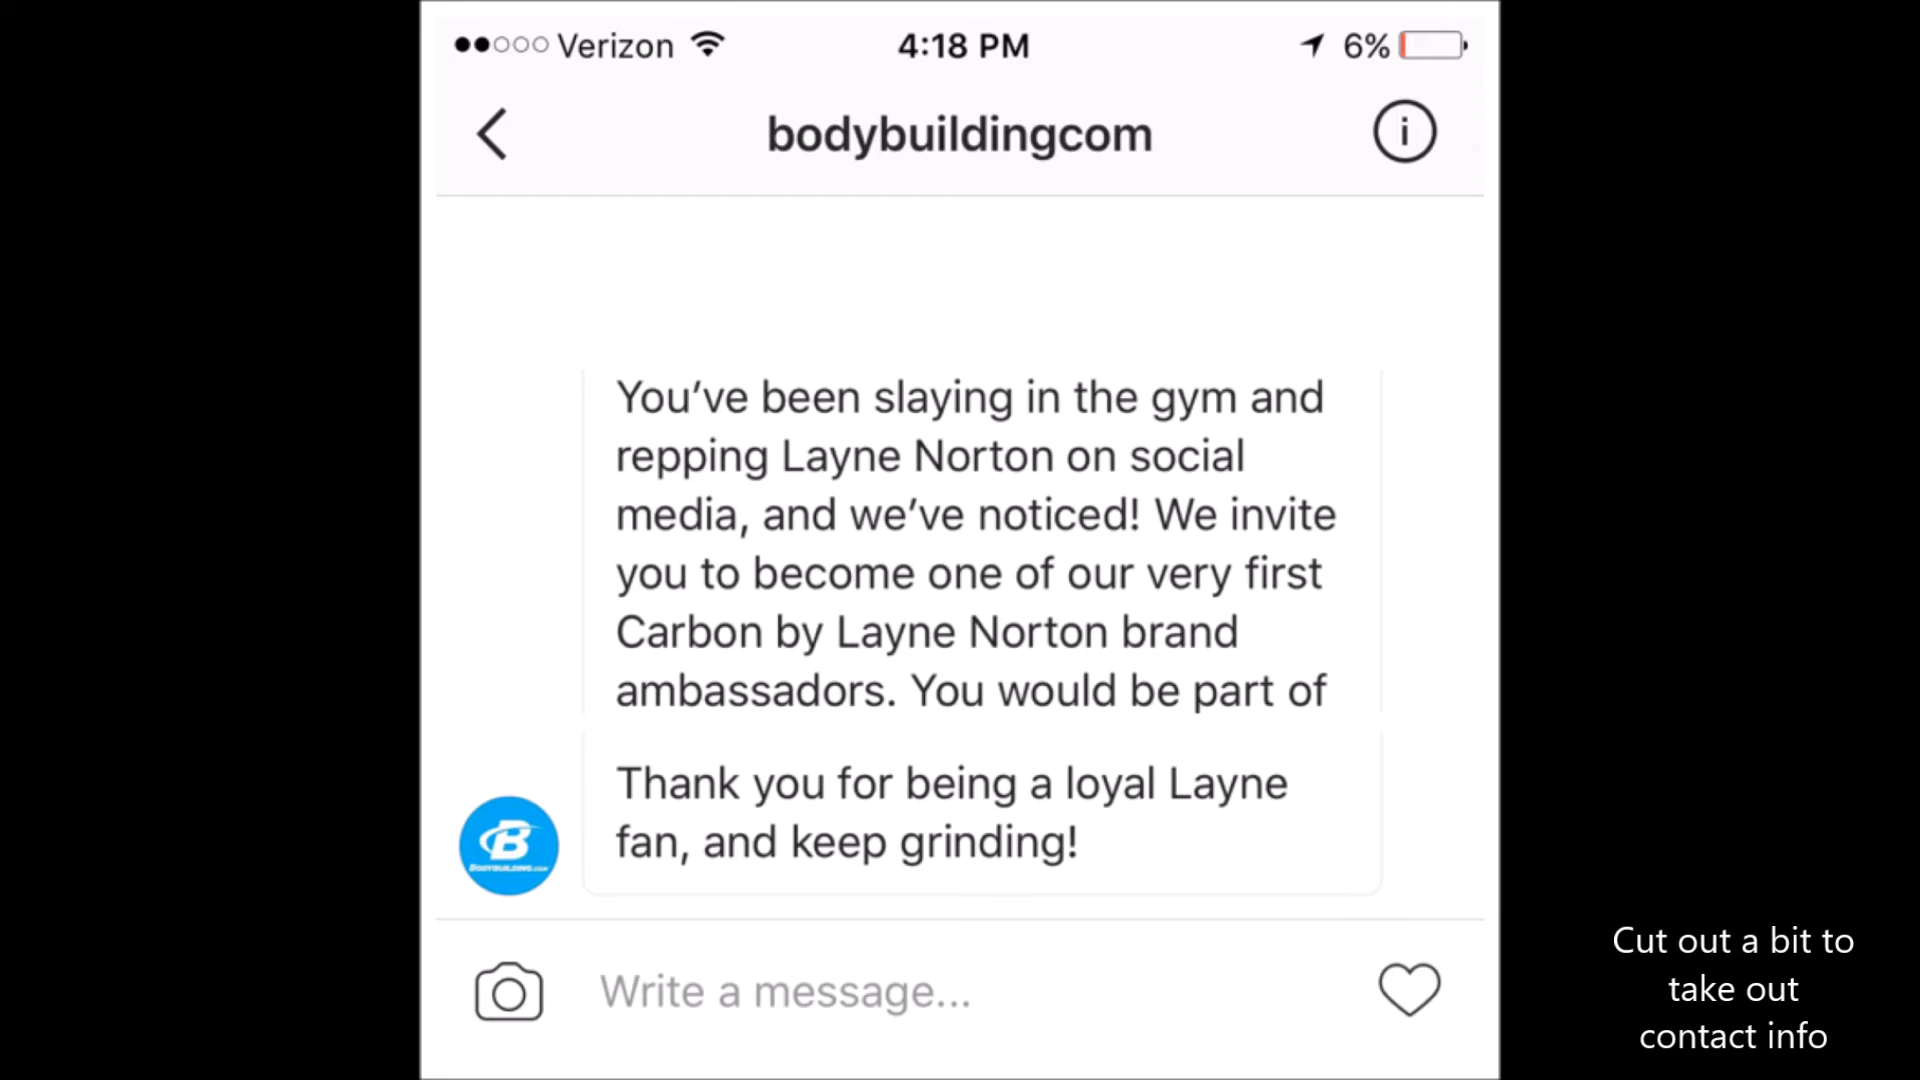 Verizon 4:18 PM 6%
bodybuildingcom
You've been slaying in the gym and
repping Layne Norton on social
media, and we've noticed! We invite
you to become one of our very first
Carbon by Layne Norton brand
ambassadors. You would be part of
Thank you for being a loyal Layne
fan, and keep grinding!
B
BODYBUILDING.COM
Write a message...
Cut out a bit to
take out
contact info